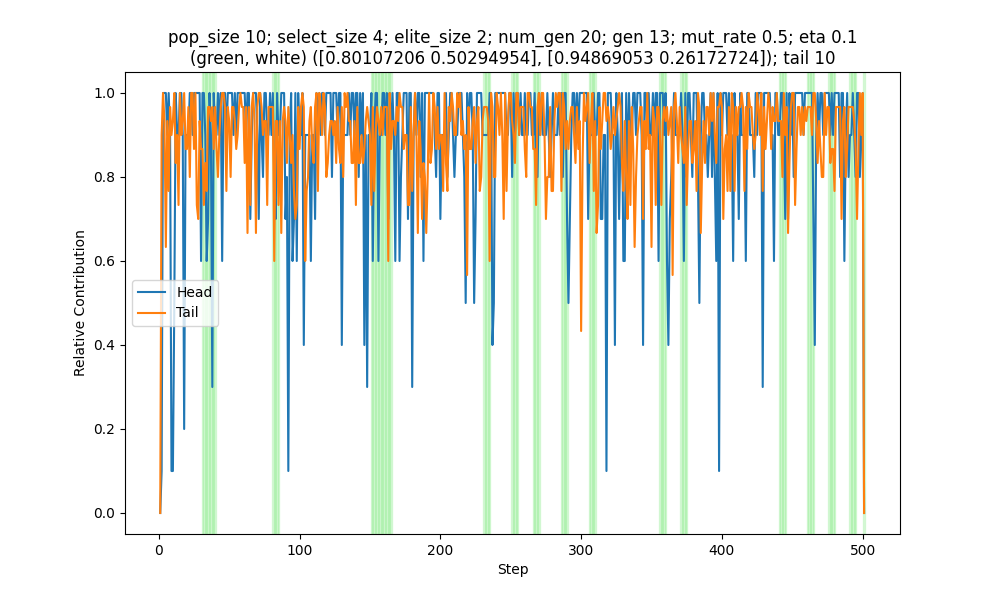 pop_size 10; select_size 4; elite_size 2; num_gen 20; gen 13; mut_rate 0.5; eta 0.1
(green, white) ([0.80107206 0.50294954], [0.94869053 0.26172724]); tail 10
1.0
0.8
0.6
0.4
0.2
0.0
Relative Contribution
Head
Tail
0 100 200 300 400 500
Step